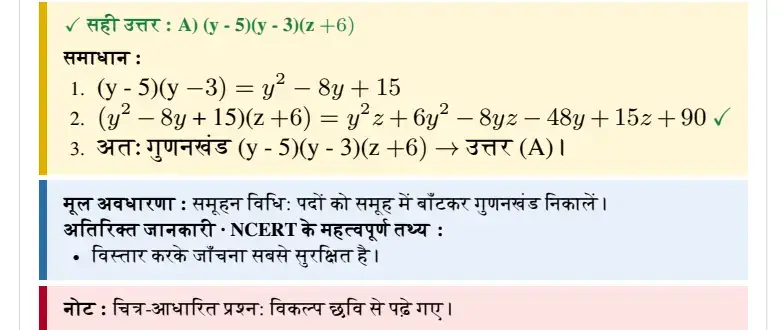 ✓ सही उत्तर : A) (y - 5)(y - 3)(z +6)
समाधान :
1. (y - 5)(y −3) = y² − 8y + 15
2. (y² − 8y + 15)(z +6) = y²z + 6y² − 8yz − 48y + 15z + 90 ✓
3. अतः गुणनखंड (y - 5)(y - 3)(z +6) → उत्तर (A)।
मूल अवधारणा : समूहन विधिः पदों को समूह में बाँटकर गुणनखंड निकालें।
अतिरिक्त जानकारी · NCERT के महत्वपूर्ण तथ्य :
• विस्तार करके जाँचना सबसे सुरक्षित है।
नोट : चित्र-आधारित प्रश्नः विकल्प छवि से पढ़े गए।